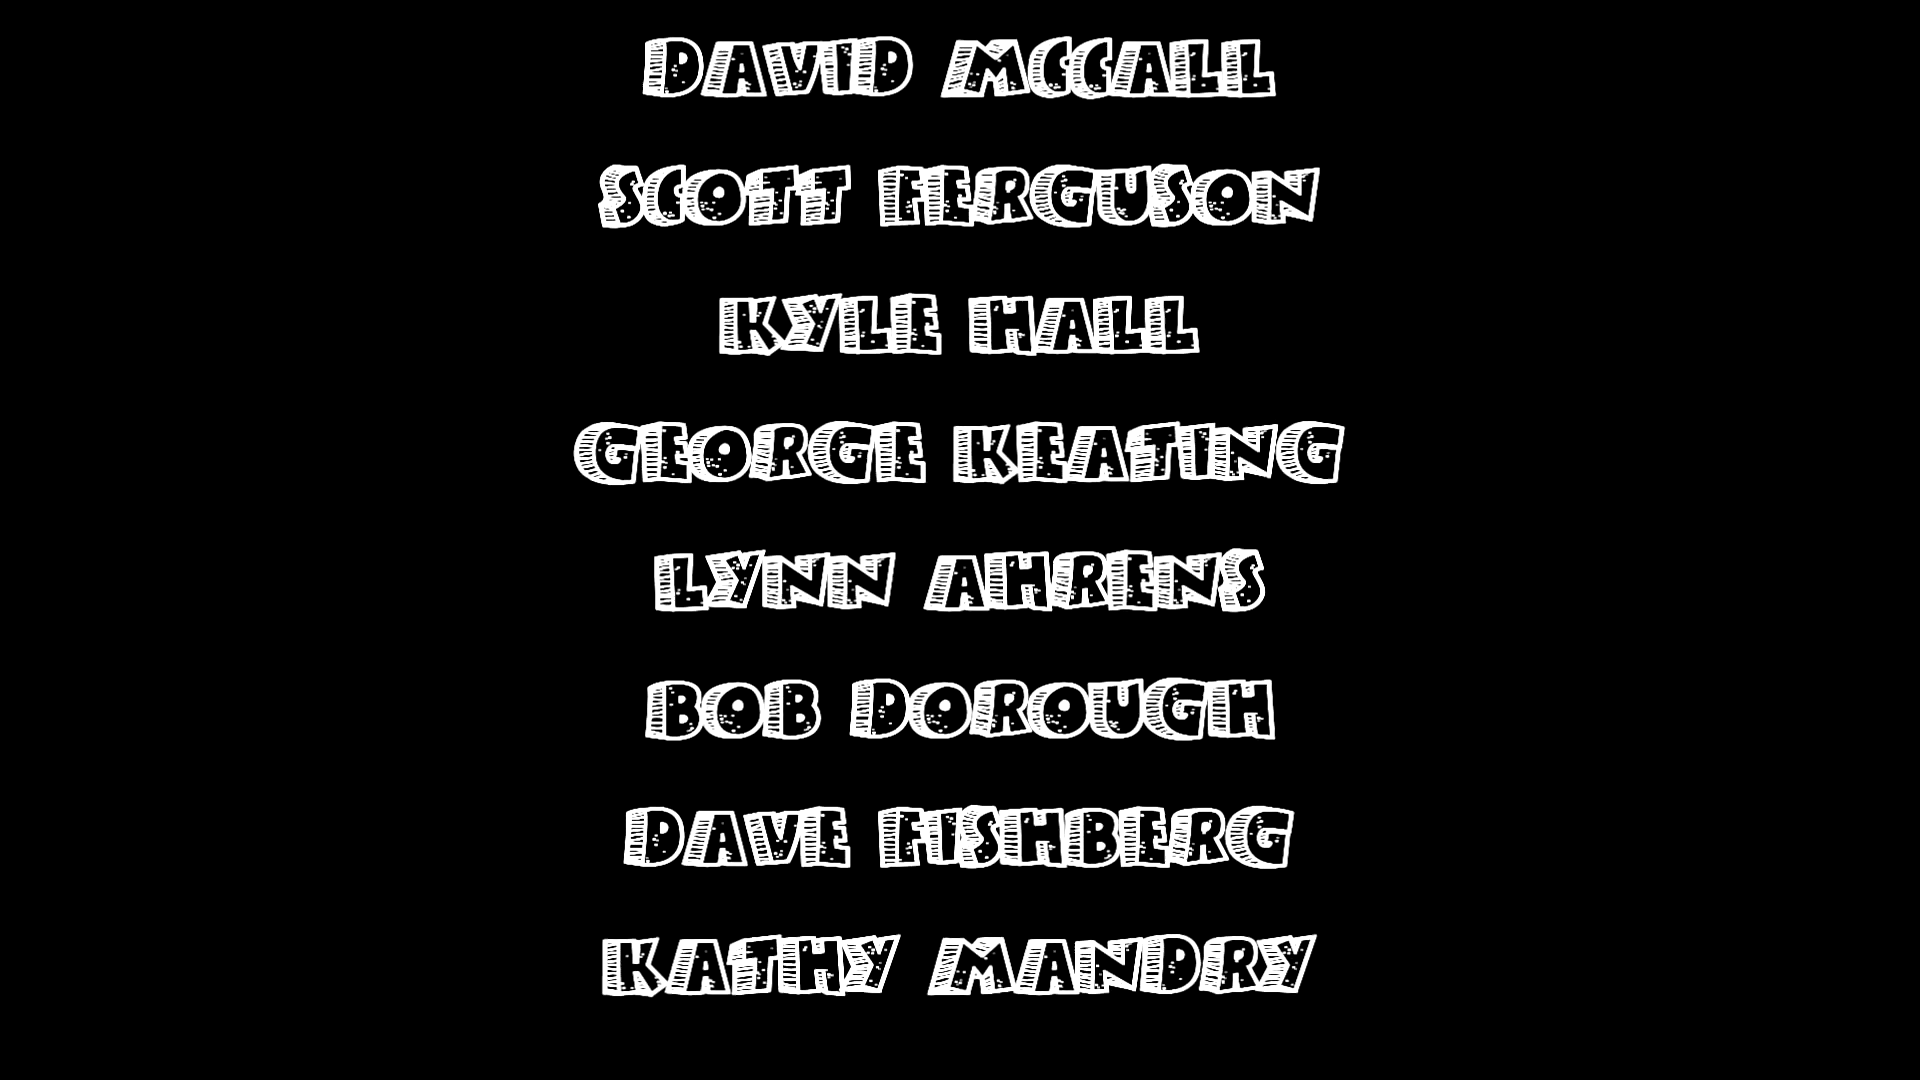 DAVID MCCALL
SCOTT FERGUSON
KYLE HALL
GEORGE KEATING
LYNN AHRENS
BOB DOROUGH
DAVE FISHBERG
KATHY MANDRY